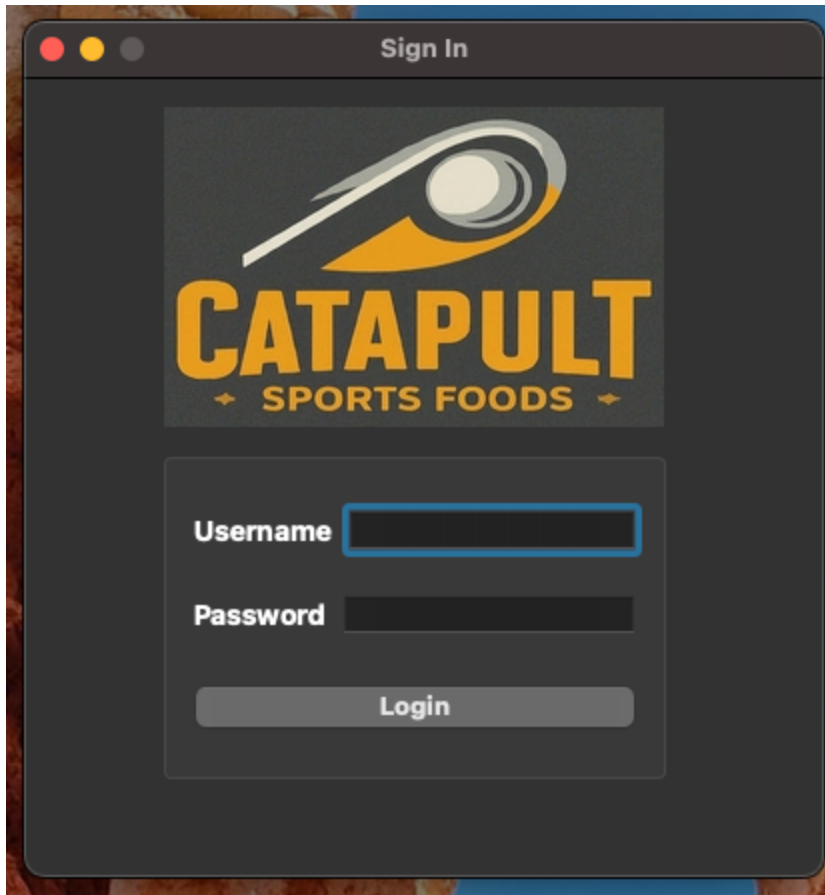 Sign In
CATAPULT
SPORTS FOODS
Username
Password
Login